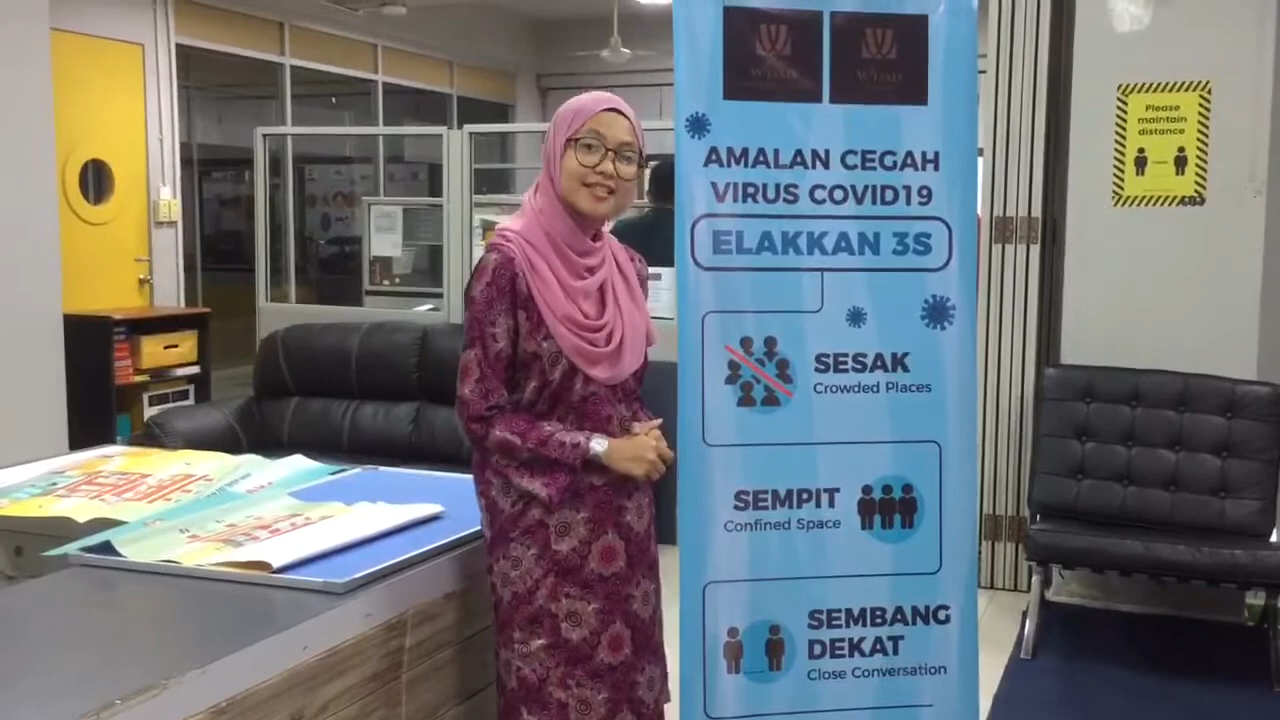 AMALAN CEGAH
VIRUS COVID19
ELAKKAN 3S
SESAK
Crowded Places
SEMPIT
Confined Space
SEMBANG
DEKAT
Close Conversation
Please
maintain
distance